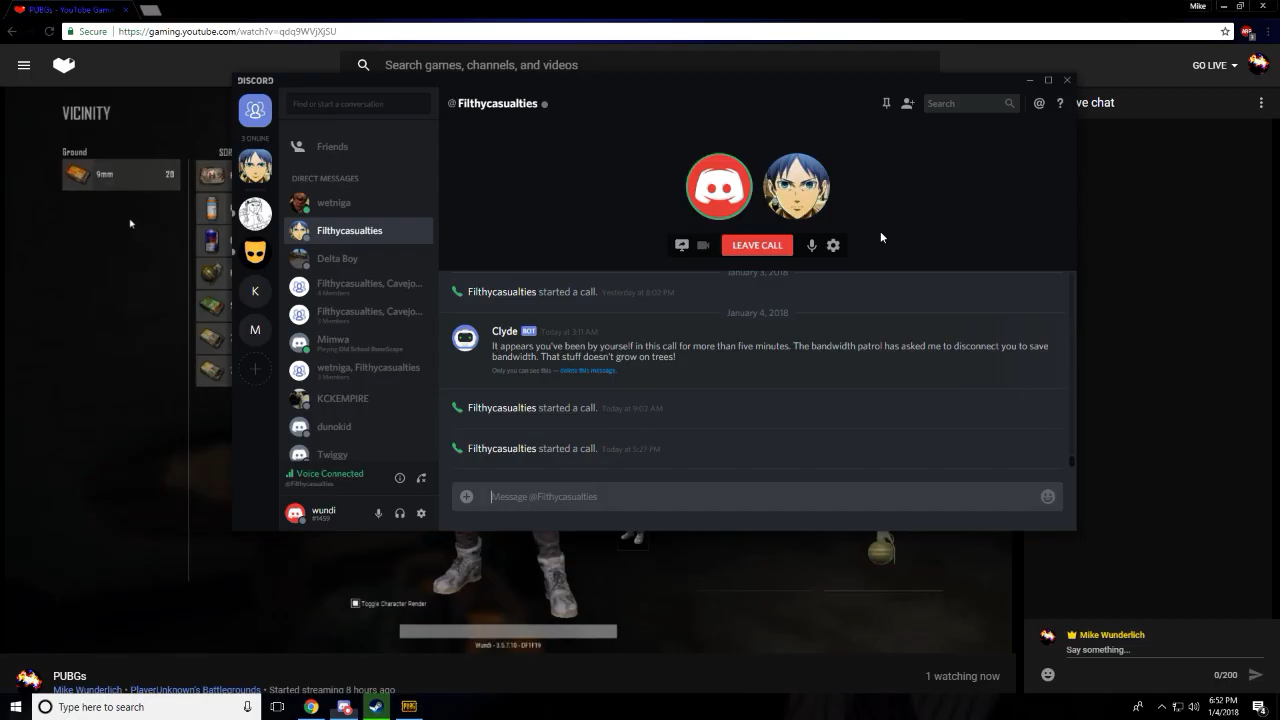 PUBGs - YouTube Gami
Mike
Secure
https://gaming.youtube.com/watch?v=qdq9WVjXjSU
Search games, channels, and videos
GO LIVE
DISCORD
VICINITY
Ground
9mm
20
Find or start a conversation
3 ONLINE
Friends
DIRECT MESSAGES
wetniga
Filthycasualties
Delta Boy
Filthycasualties, Cavejo...
4 Members
Filthycasualties, Cavejo...
Mimwa
Playing Old School RuneScape
wetniga, Filthycasualties
KCKEMPIRE
dunokid
Twiggy
K
M
Voice Connected
@Filthycasualties
wundi
#1459
@Filthycasualties
Search
ve chat
LEAVE CALL
January 3, 2018
Filthycasualties started a call. Yesterday at 8:02 PM
January 4, 2018
Clyde BOT Today at 3:11 AM
It appears you've been by yourself in this call for more than five minutes. The bandwidth patrol has asked me to disconnect you to save
bandwidth. That stuff doesn't grow on trees!
Only you can see this — delete this message.
Filthycasualties started a call. Today at 9:02 AM
Filthycasualties started a call. Today at 5:27 PM
Message @Filthycasualties
Toggle Character Render
PUBGs
Mike Wunderlich · PlayerUnknown's Battlegrounds · Started streaming 8 hours ago
1 watching now
Mike Wunderlich
Say something...
0/200
Type here to search
6:52 PM
1/4/2018